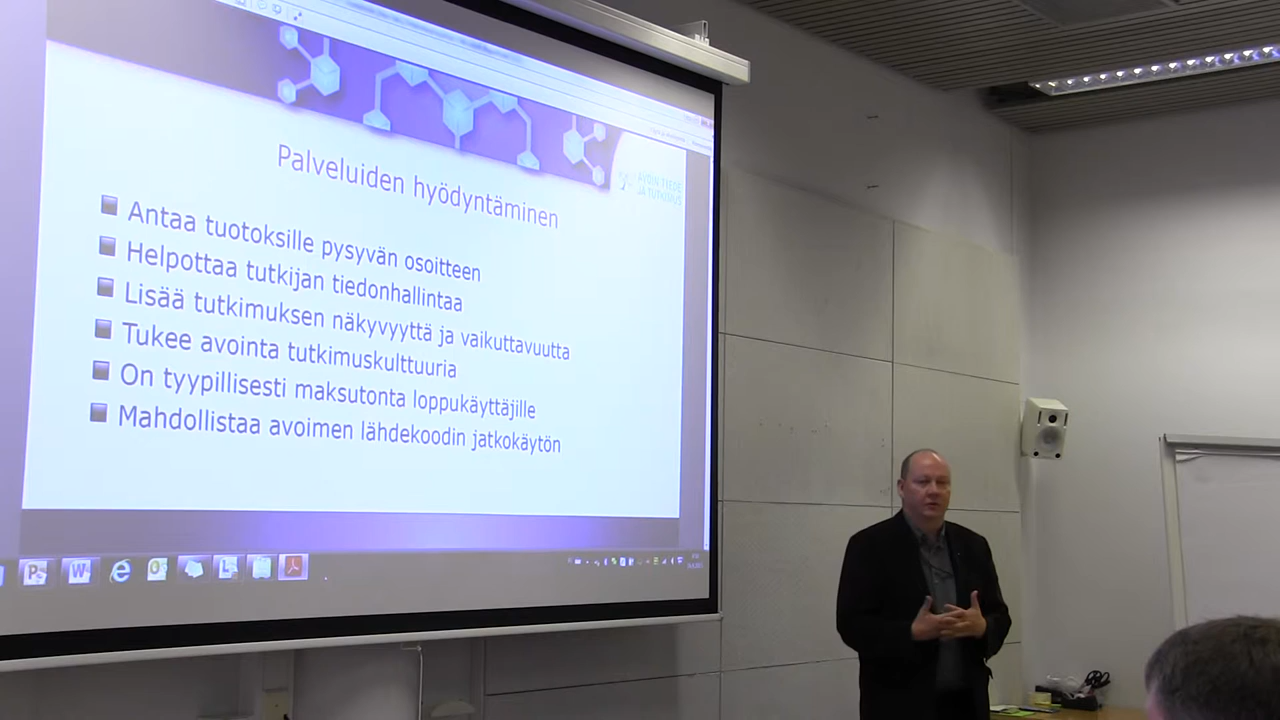 Palveluiden hyödyntäminen
AVOIN TIEDE
JA TUTKIMUS
Antaa tuotoksille pysyvän osoitteen
Helpottaa tutkijan tiedonhallintaa
Lisää tutkimuksen näkyvyyttä ja vaikuttavuutta
Tukee avointa tutkimuskulttuuria
On tyypillisesti maksutonta loppukäyttäjille
Mahdollistaa avoimen lähdekoodin jatkokäytön